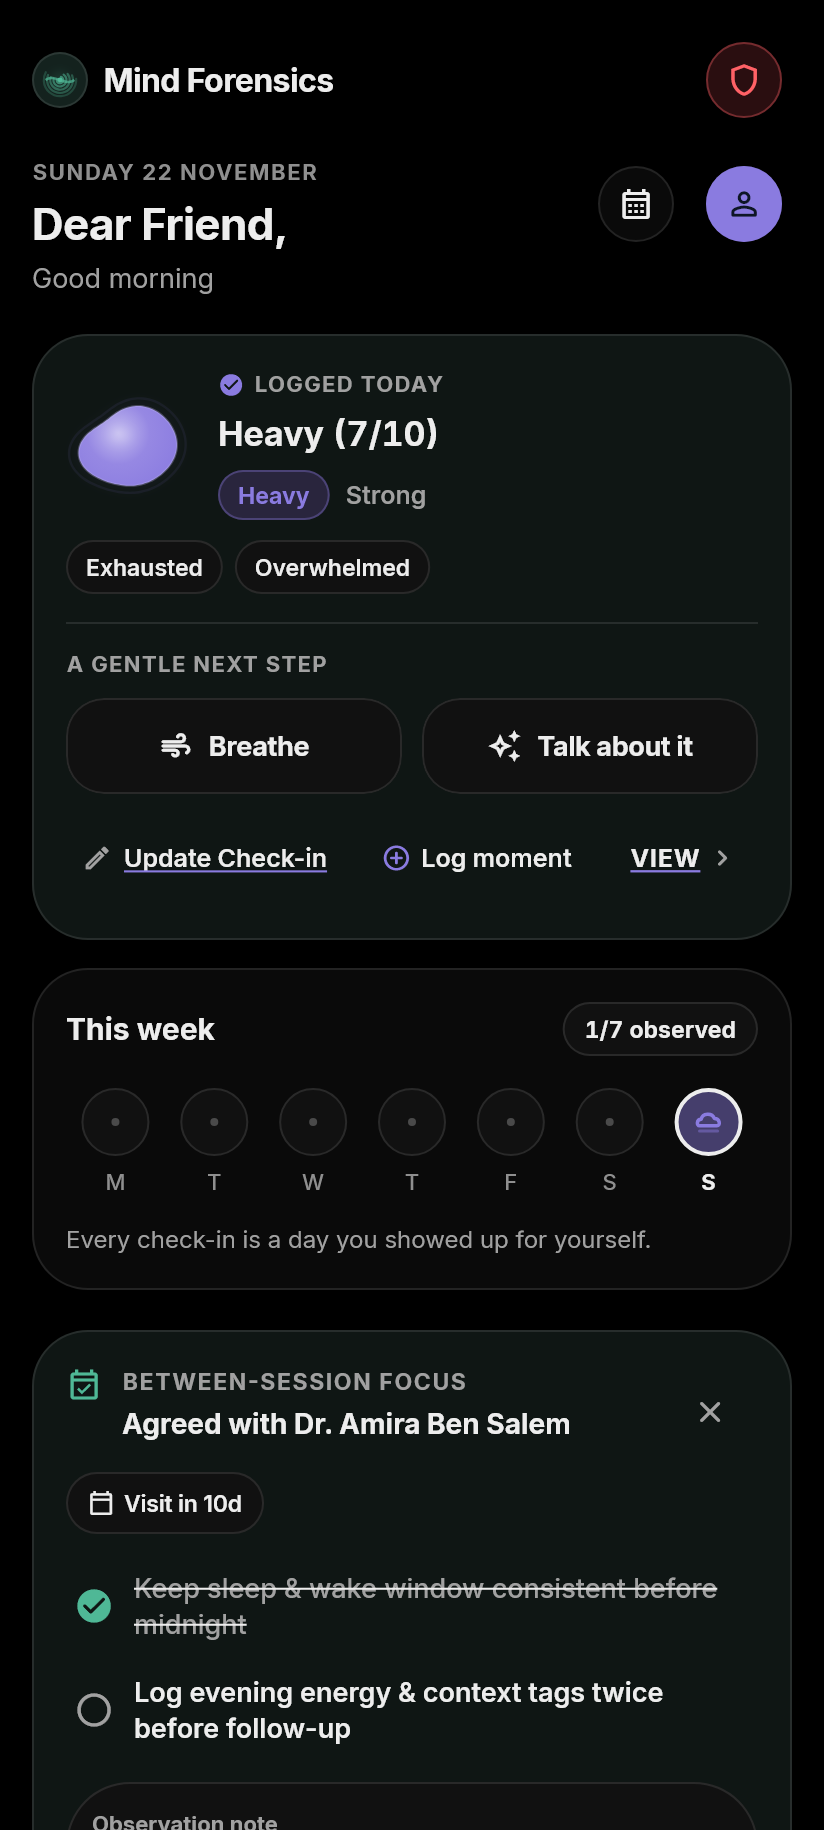 Mind Forensics
SUNDAY 22 NOVEMBER
Dear Friend,
Good morning
LOGGED TODAY
Heavy (7/10)
Heavy Strong
Exhausted Overwhelmed
A GENTLE NEXT STEP
Breathe Talk about it
Update Check-in Log moment VIEW
This week 1/7 observed
M T W T F S S
Every check-in is a day you showed up for yourself.
BETWEEN-SESSION FOCUS
Agreed with Dr. Amira Ben Salem
Visit in 10d
Keep sleep & wake window consistent before
midnight
Log evening energy & context tags twice
before follow-up
Observation note